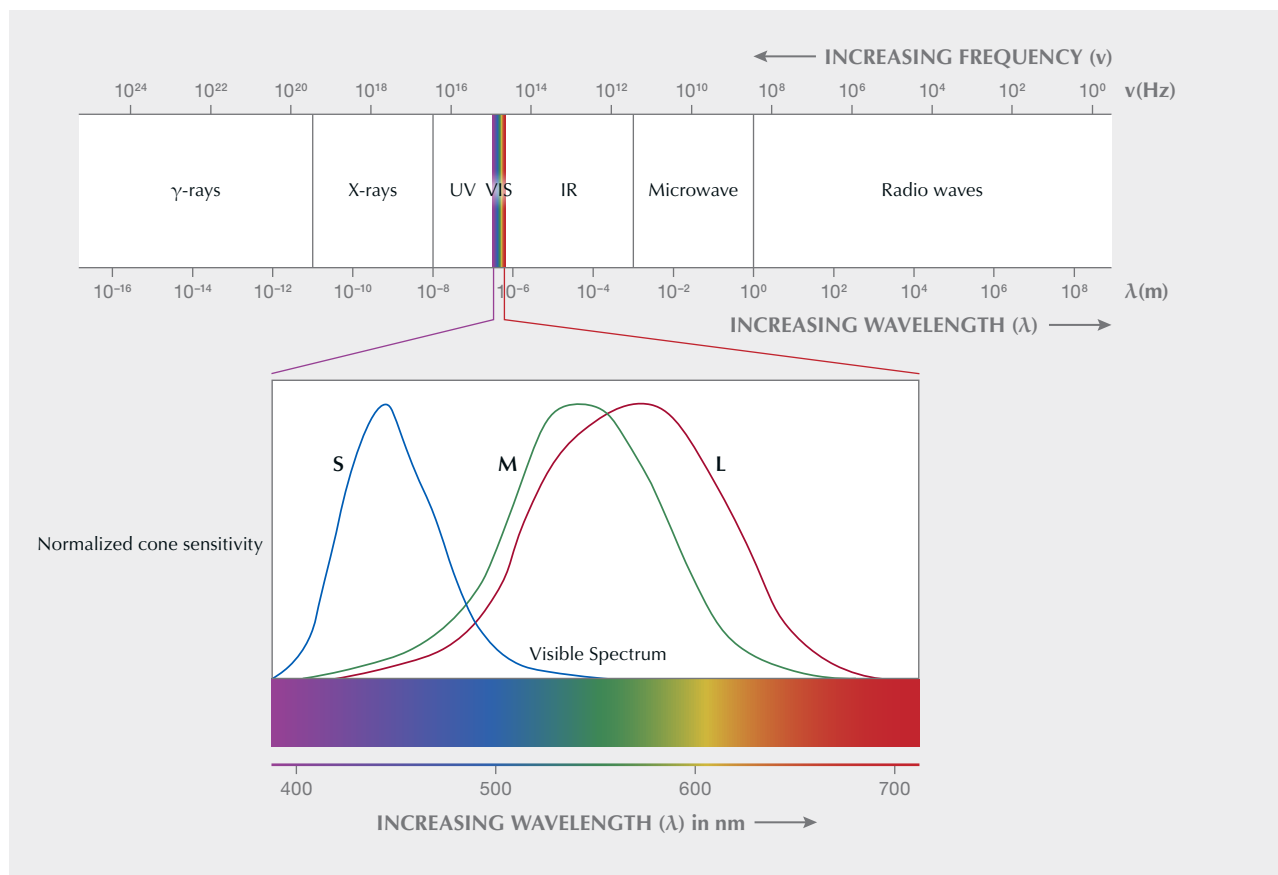 INCREASING FREQUENCY (ν)
10²⁴ 10²² 10²⁰ 10¹⁸ 10¹⁶ 10¹⁴ 10¹² 10¹⁰ 10⁸ 10⁶ 10⁴ 10² 10⁰ ν(Hz)
γ-rays X-rays UV VIS IR Microwave Radio waves
10⁻¹⁶ 10⁻¹⁴ 10⁻¹² 10⁻¹⁰ 10⁻⁸ 10⁻⁶ 10⁻⁴ 10⁻² 10⁰ 10² 10⁴ 10⁶ 10⁸ λ(m)
INCREASING WAVELENGTH (λ)
S M L
Normalized cone sensitivity
Visible Spectrum
400 500 600 700
INCREASING WAVELENGTH (λ) in nm